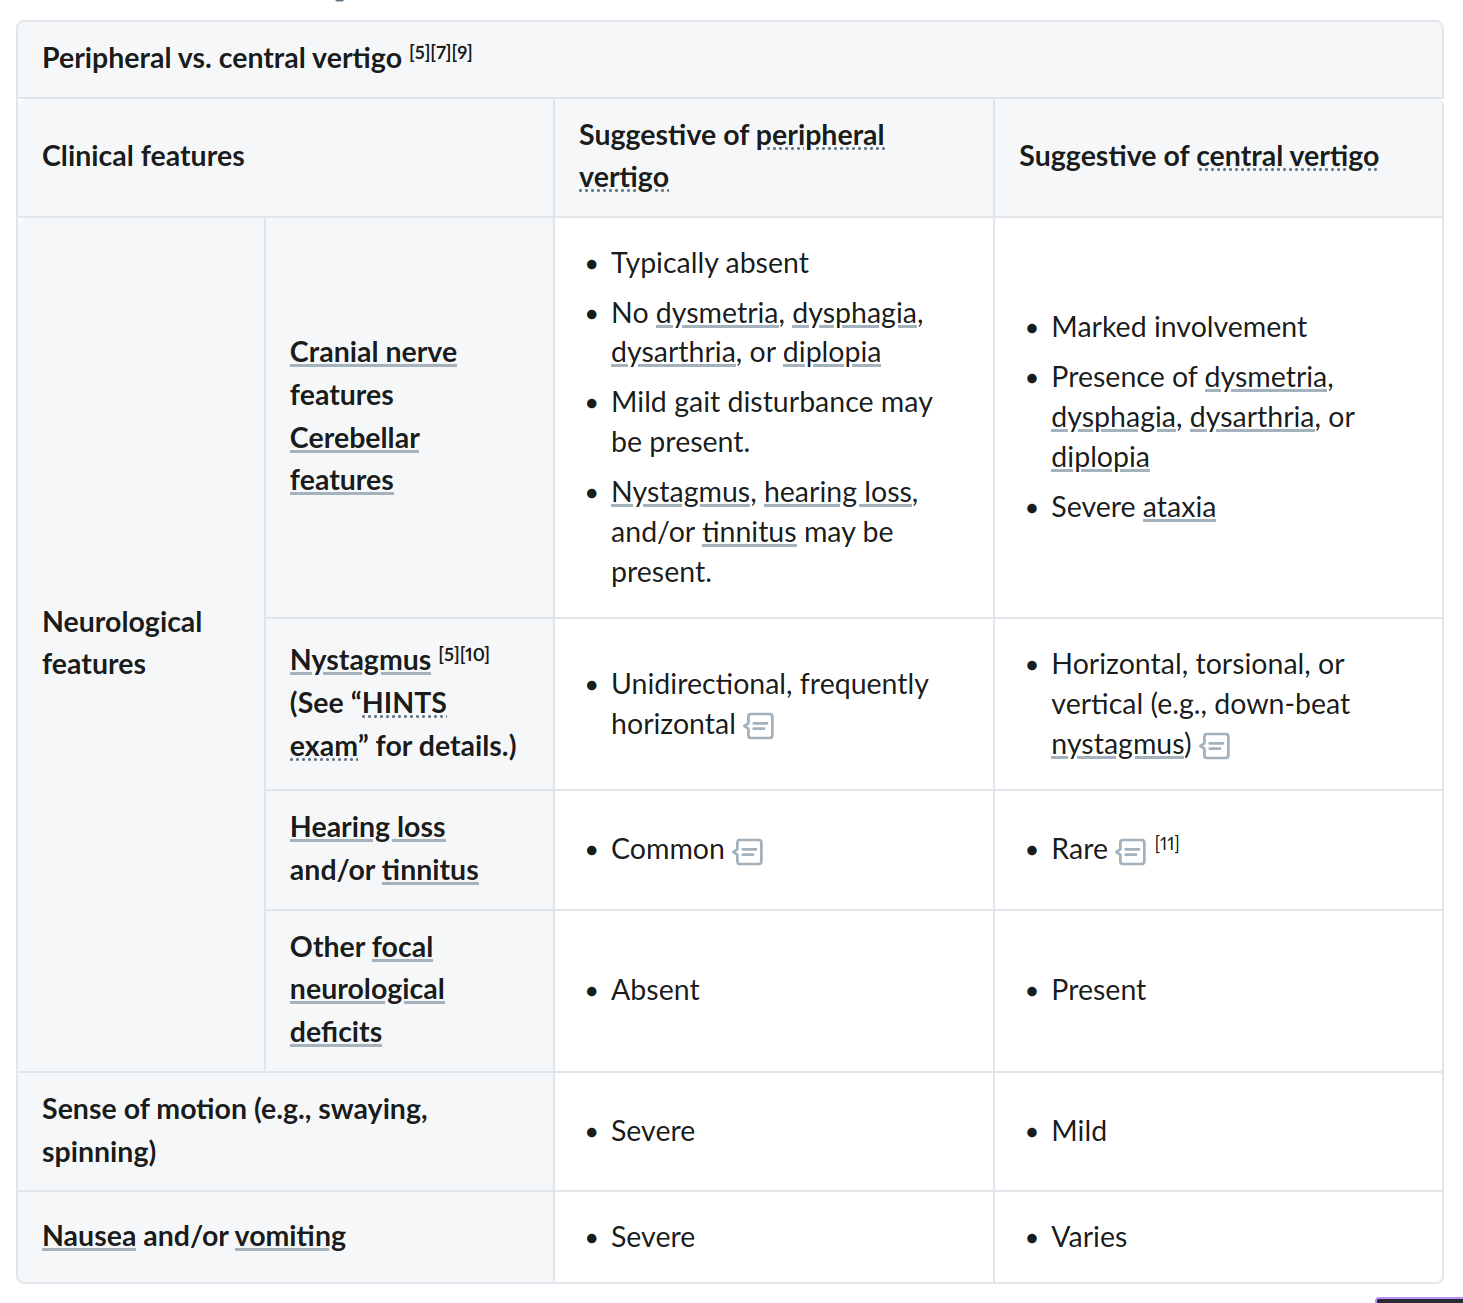 Peripheral vs. central vertigo [5][7][9]
Clinical features
Suggestive of peripheral
vertigo
Suggestive of central vertigo
Neurological
features
Cranial nerve
features
Cerebellar
features
• Typically absent
• No dysmetria, dysphagia,
dysarthria, or diplopia
• Mild gait disturbance may
be present.
• Nystagmus, hearing loss,
and/or tinnitus may be
present.
• Marked involvement
• Presence of dysmetria,
dysphagia, dysarthria, or
diplopia
• Severe ataxia
Nystagmus [5][10]
(See “HINTS
exam” for details.)
• Unidirectional, frequently
horizontal
• Horizontal, torsional, or
vertical (e.g., down-beat
nystagmus)
Hearing loss
and/or tinnitus
• Common
• Rare [11]
Other focal
neurological
deficits
• Absent
• Present
Sense of motion (e.g., swaying,
spinning)
• Severe
• Mild
Nausea and/or vomiting
• Severe
• Varies